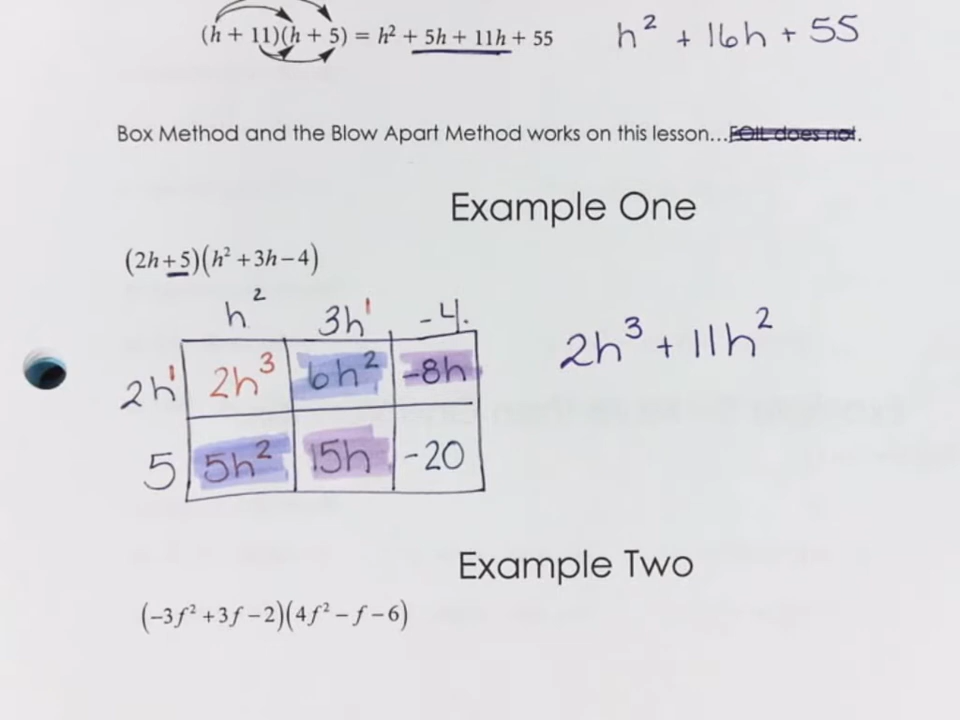 (h + 11)(h + 5) = h² + 5h + 11h + 55 h² + 16h + 55
Box Method and the Blow Apart Method works on this lesson...FOIL does not.
Example One
(2h+5)(h² +3h−4)
h² 3h¹ -4.
2h¹ 2h³ 6h² -8h 2h³ + 11h²
5 5h² 15h -20
Example Two
(−3f² +3f −2)(4f² − f −6)